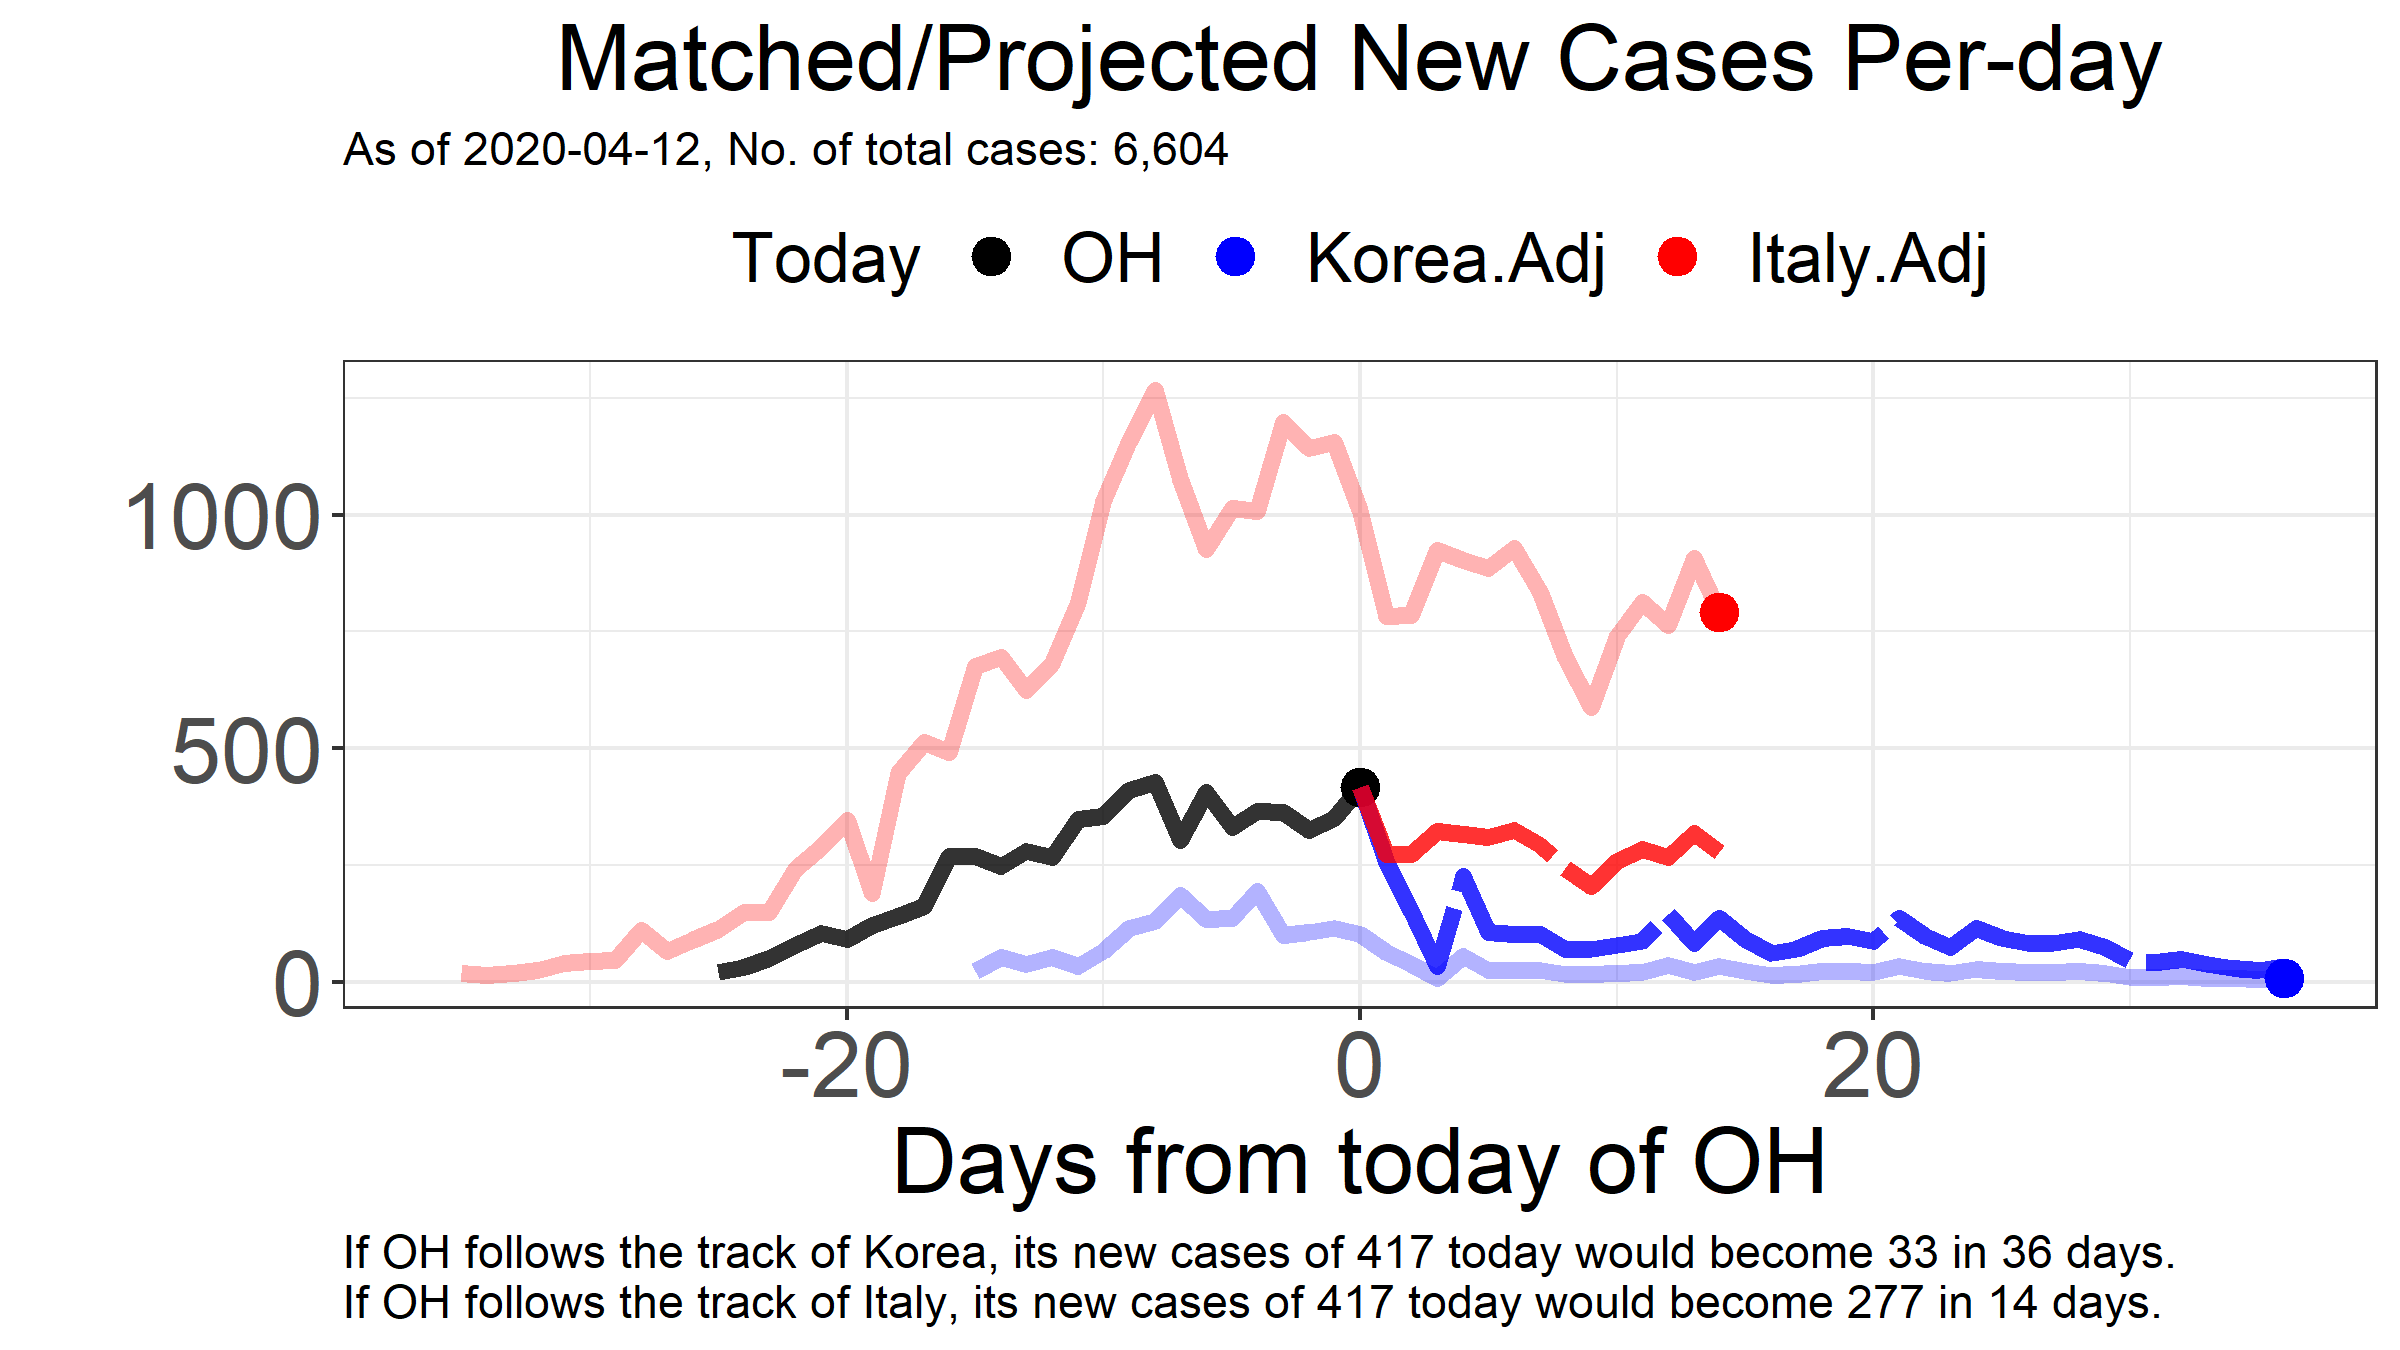 Matched/Projected New Cases Per-day
As of 2020-04-12, No. of total cases: 6,604
Today OH Korea.Adj Italy.Adj
1000
500
0
-20 0 20
Days from today of OH
If OH follows the track of Korea, its new cases of 417 today would become 33 in 36 days.
If OH follows the track of Italy, its new cases of 417 today would become 277 in 14 days.